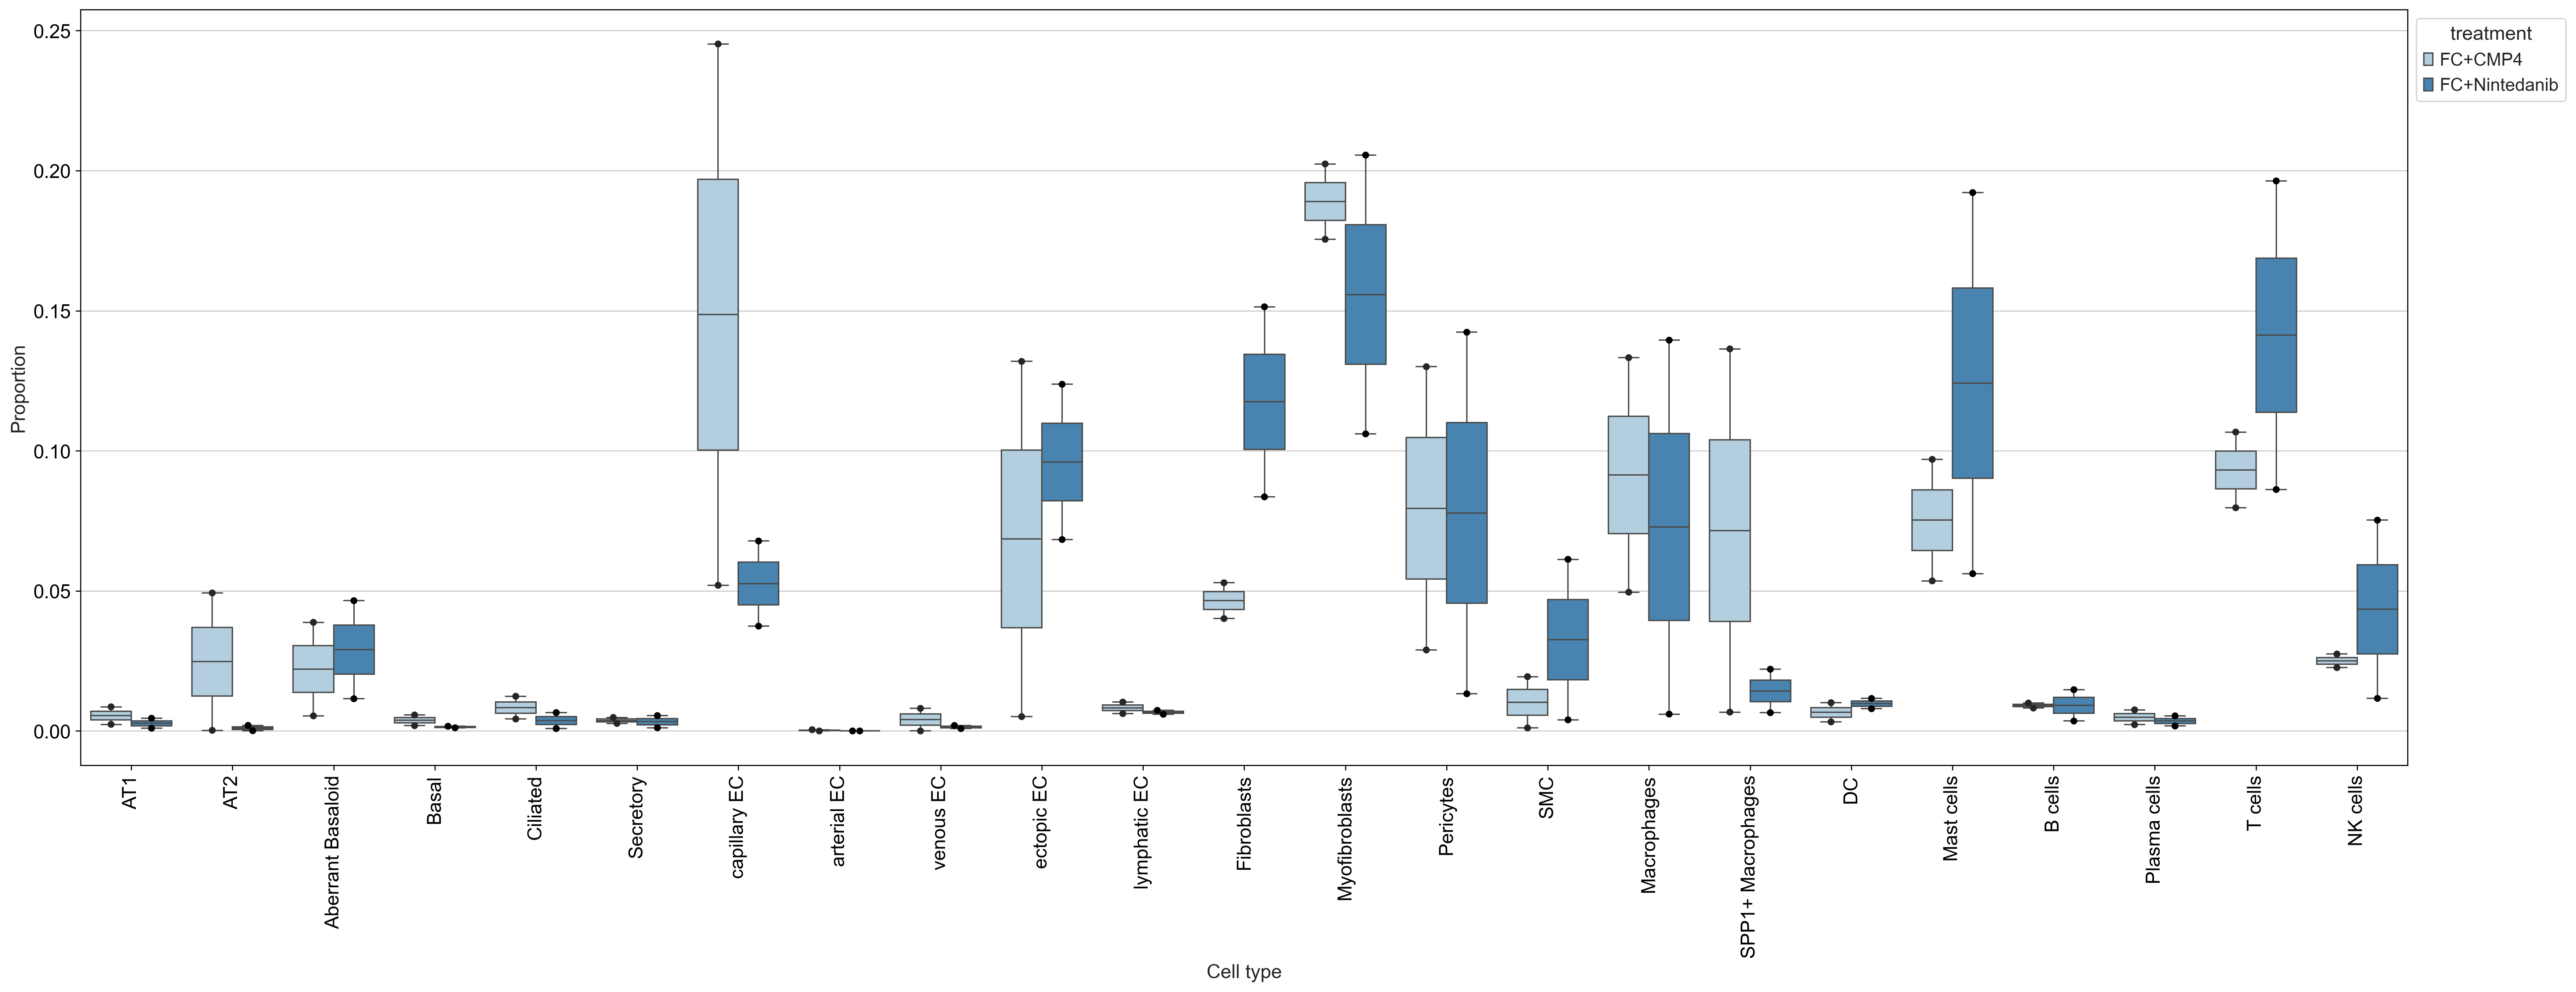 treatment
FC+CMP4
FC+Nintedanib
Proportion
0.25
0.20
0.15
0.10
0.05
0.00
AT1
AT2
Aberrant Basaloid
Basal
Ciliated
Secretory
capillary EC
arterial EC
venous EC
ectopic EC
lymphatic EC
Fibroblasts
Myofibroblasts
Pericytes
SMC
Macrophages
SPP1+ Macrophages
DC
Mast cells
B cells
Plasma cells
T cells
NK cells
Cell type